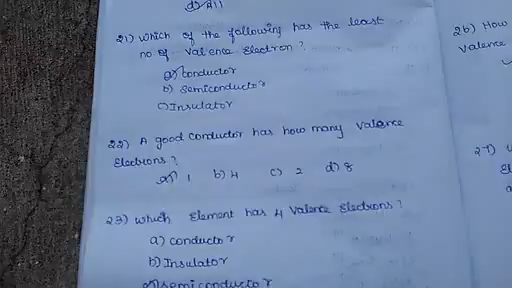 d) All
21) Which of the following has the least
no of valence electron?
a) conductor
b) semiconductor
c) Insulator
22) A good conductor has how many valence
Electrons?
a) 1 b) 4 c) 2 d) 8
23) which Element has 4 Valence Electrons?
a) conductor
b) Insulator
c) semiconductor
26) How
valence
27)